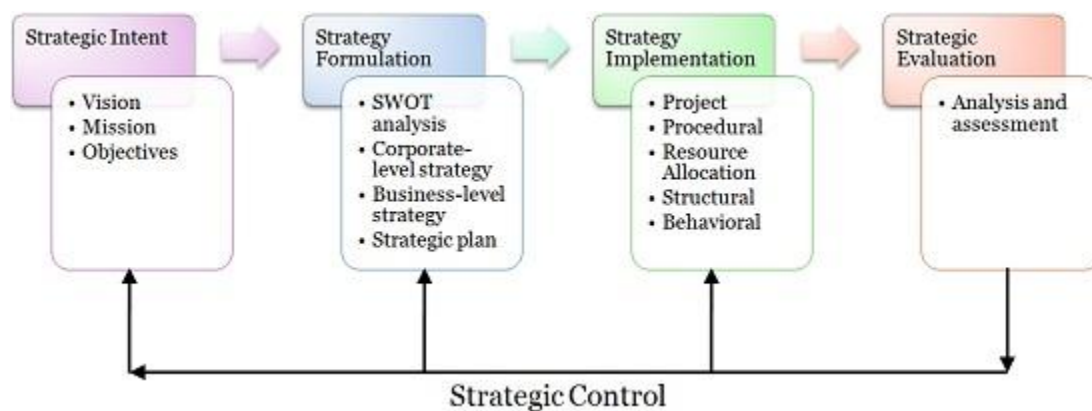 Strategic Intent
• Vision
• Mission
• Objectives
Strategy
Formulation
• SWOT
analysis
• Corporate-
level strategy
• Business-level
strategy
• Strategic plan
Strategy
Implementation
• Project
• Procedural
• Resource
Allocation
• Structural
• Behavioral
Strategic
Evaluation
• Analysis and
assessment
Strategic Control